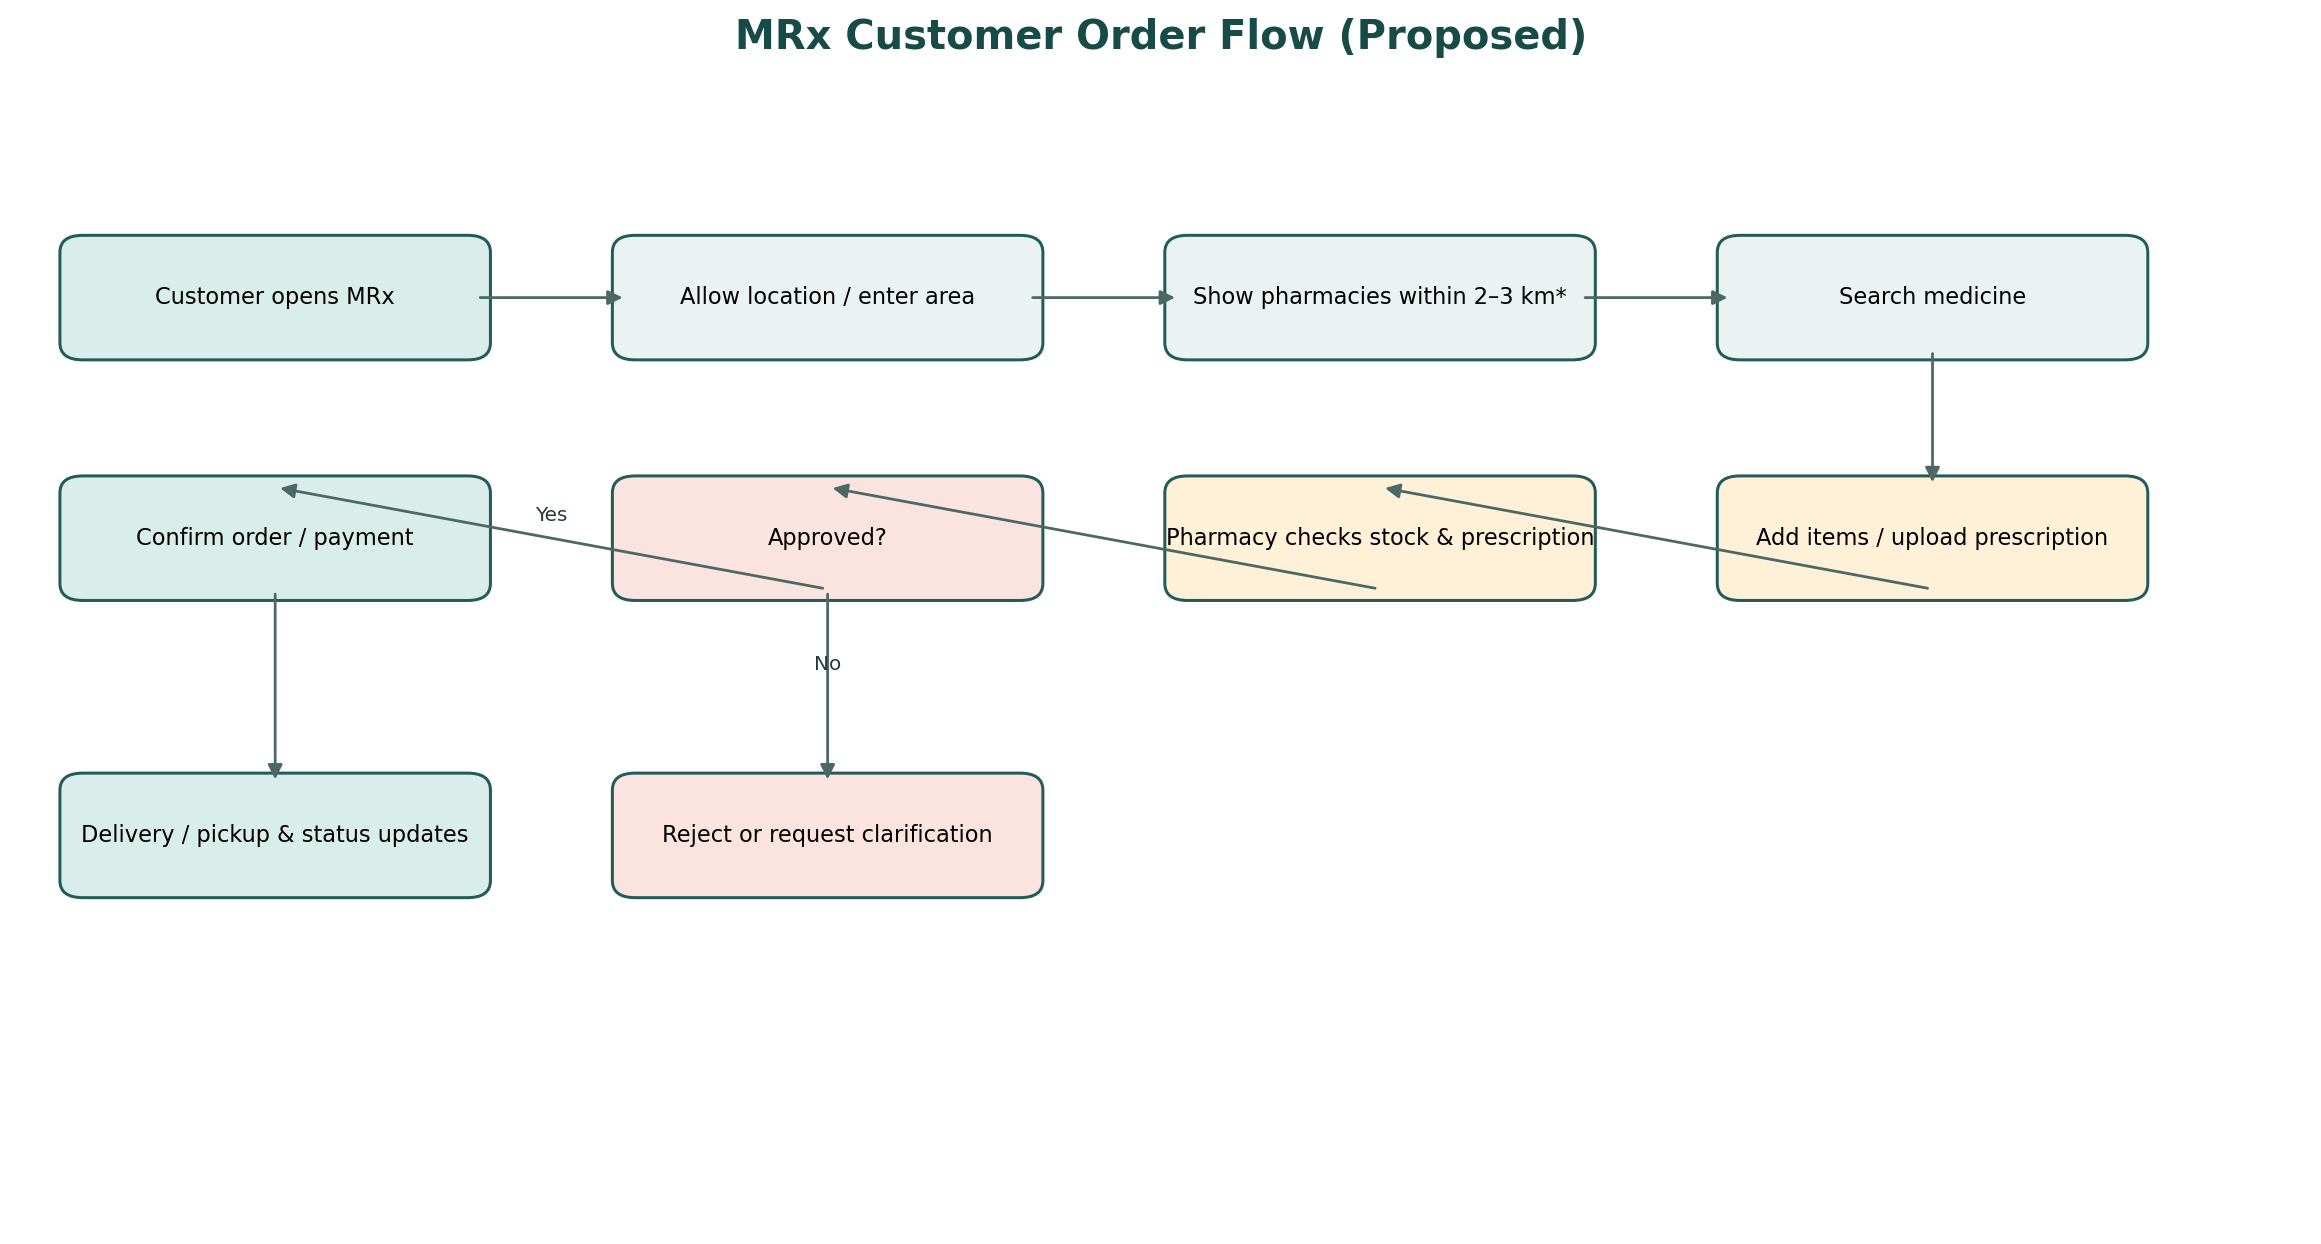 MRx Customer Order Flow (Proposed)
Customer opens MRx
Allow location / enter area
Show pharmacies within 2–3 km*
Search medicine
Add items / upload prescription
Pharmacy checks stock & prescription
Approved?
Yes
Confirm order / payment
No
Delivery / pickup & status updates
Reject or request clarification